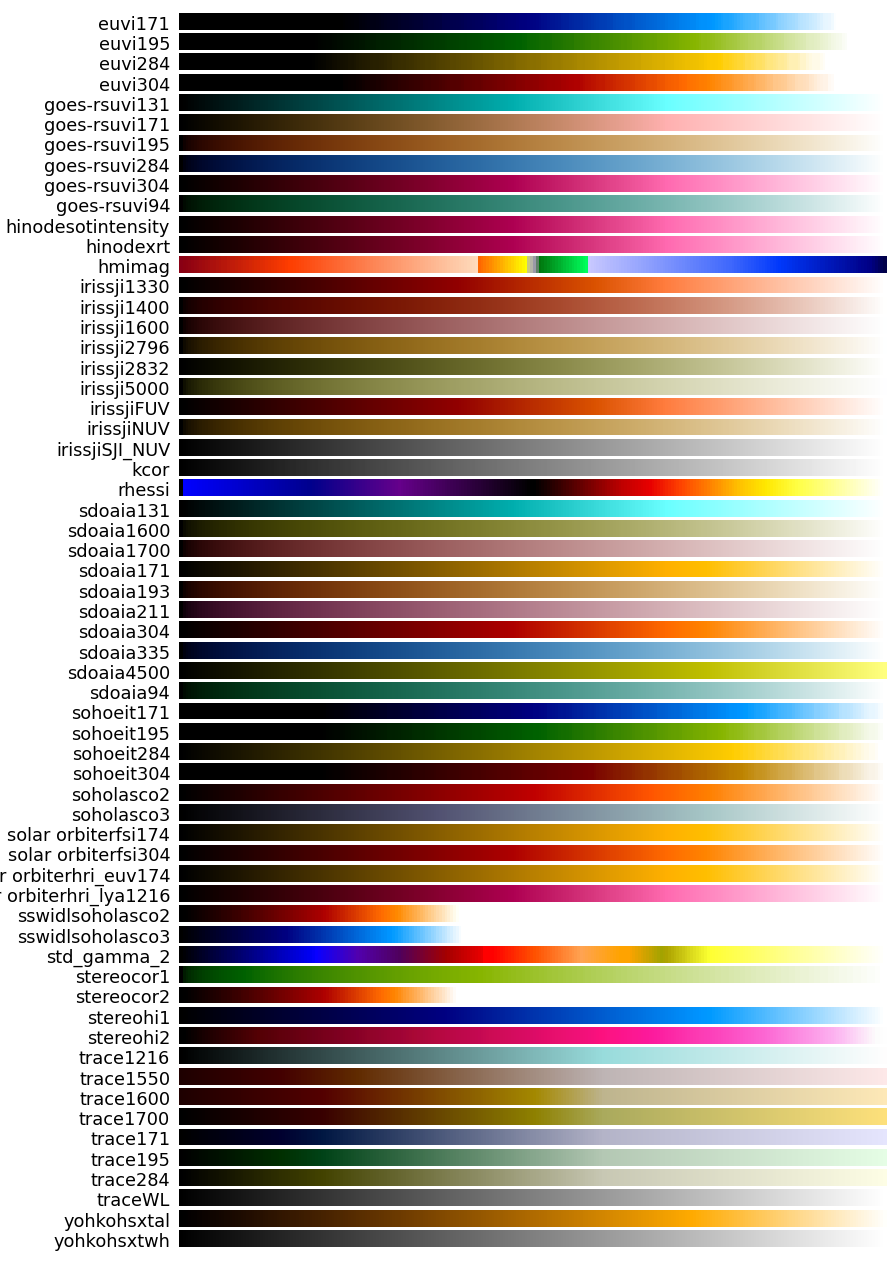 euvi171
euvi195
euvi284
euvi304
goes-rsuvi131
goes-rsuvi171
goes-rsuvi195
goes-rsuvi284
goes-rsuvi304
goes-rsuvi94
hinodesotintensity
hinodexrt
hmimag
irissji1330
irissji1400
irissji1600
irissji2796
irissji2832
irissji5000
irissjiFUV
irissjiNUV
irissjiSJI_NUV
kcor
rhessi
sdoaia131
sdoaia1600
sdoaia1700
sdoaia171
sdoaia193
sdoaia211
sdoaia304
sdoaia335
sdoaia4500
sdoaia94
sohoeit171
sohoeit195
sohoeit284
sohoeit304
soholasco2
soholasco3
solar orbiterfsi174
solar orbiterfsi304
r orbiterhri_euv174
r orbiterhri_lya1216
sswidlsoholasco2
sswidlsoholasco3
std_gamma_2
stereocor1
stereocor2
stereohi1
stereohi2
trace1216
trace1550
trace1600
trace1700
trace171
trace195
trace284
traceWL
yohkohsxtal
yohkohsxtwh